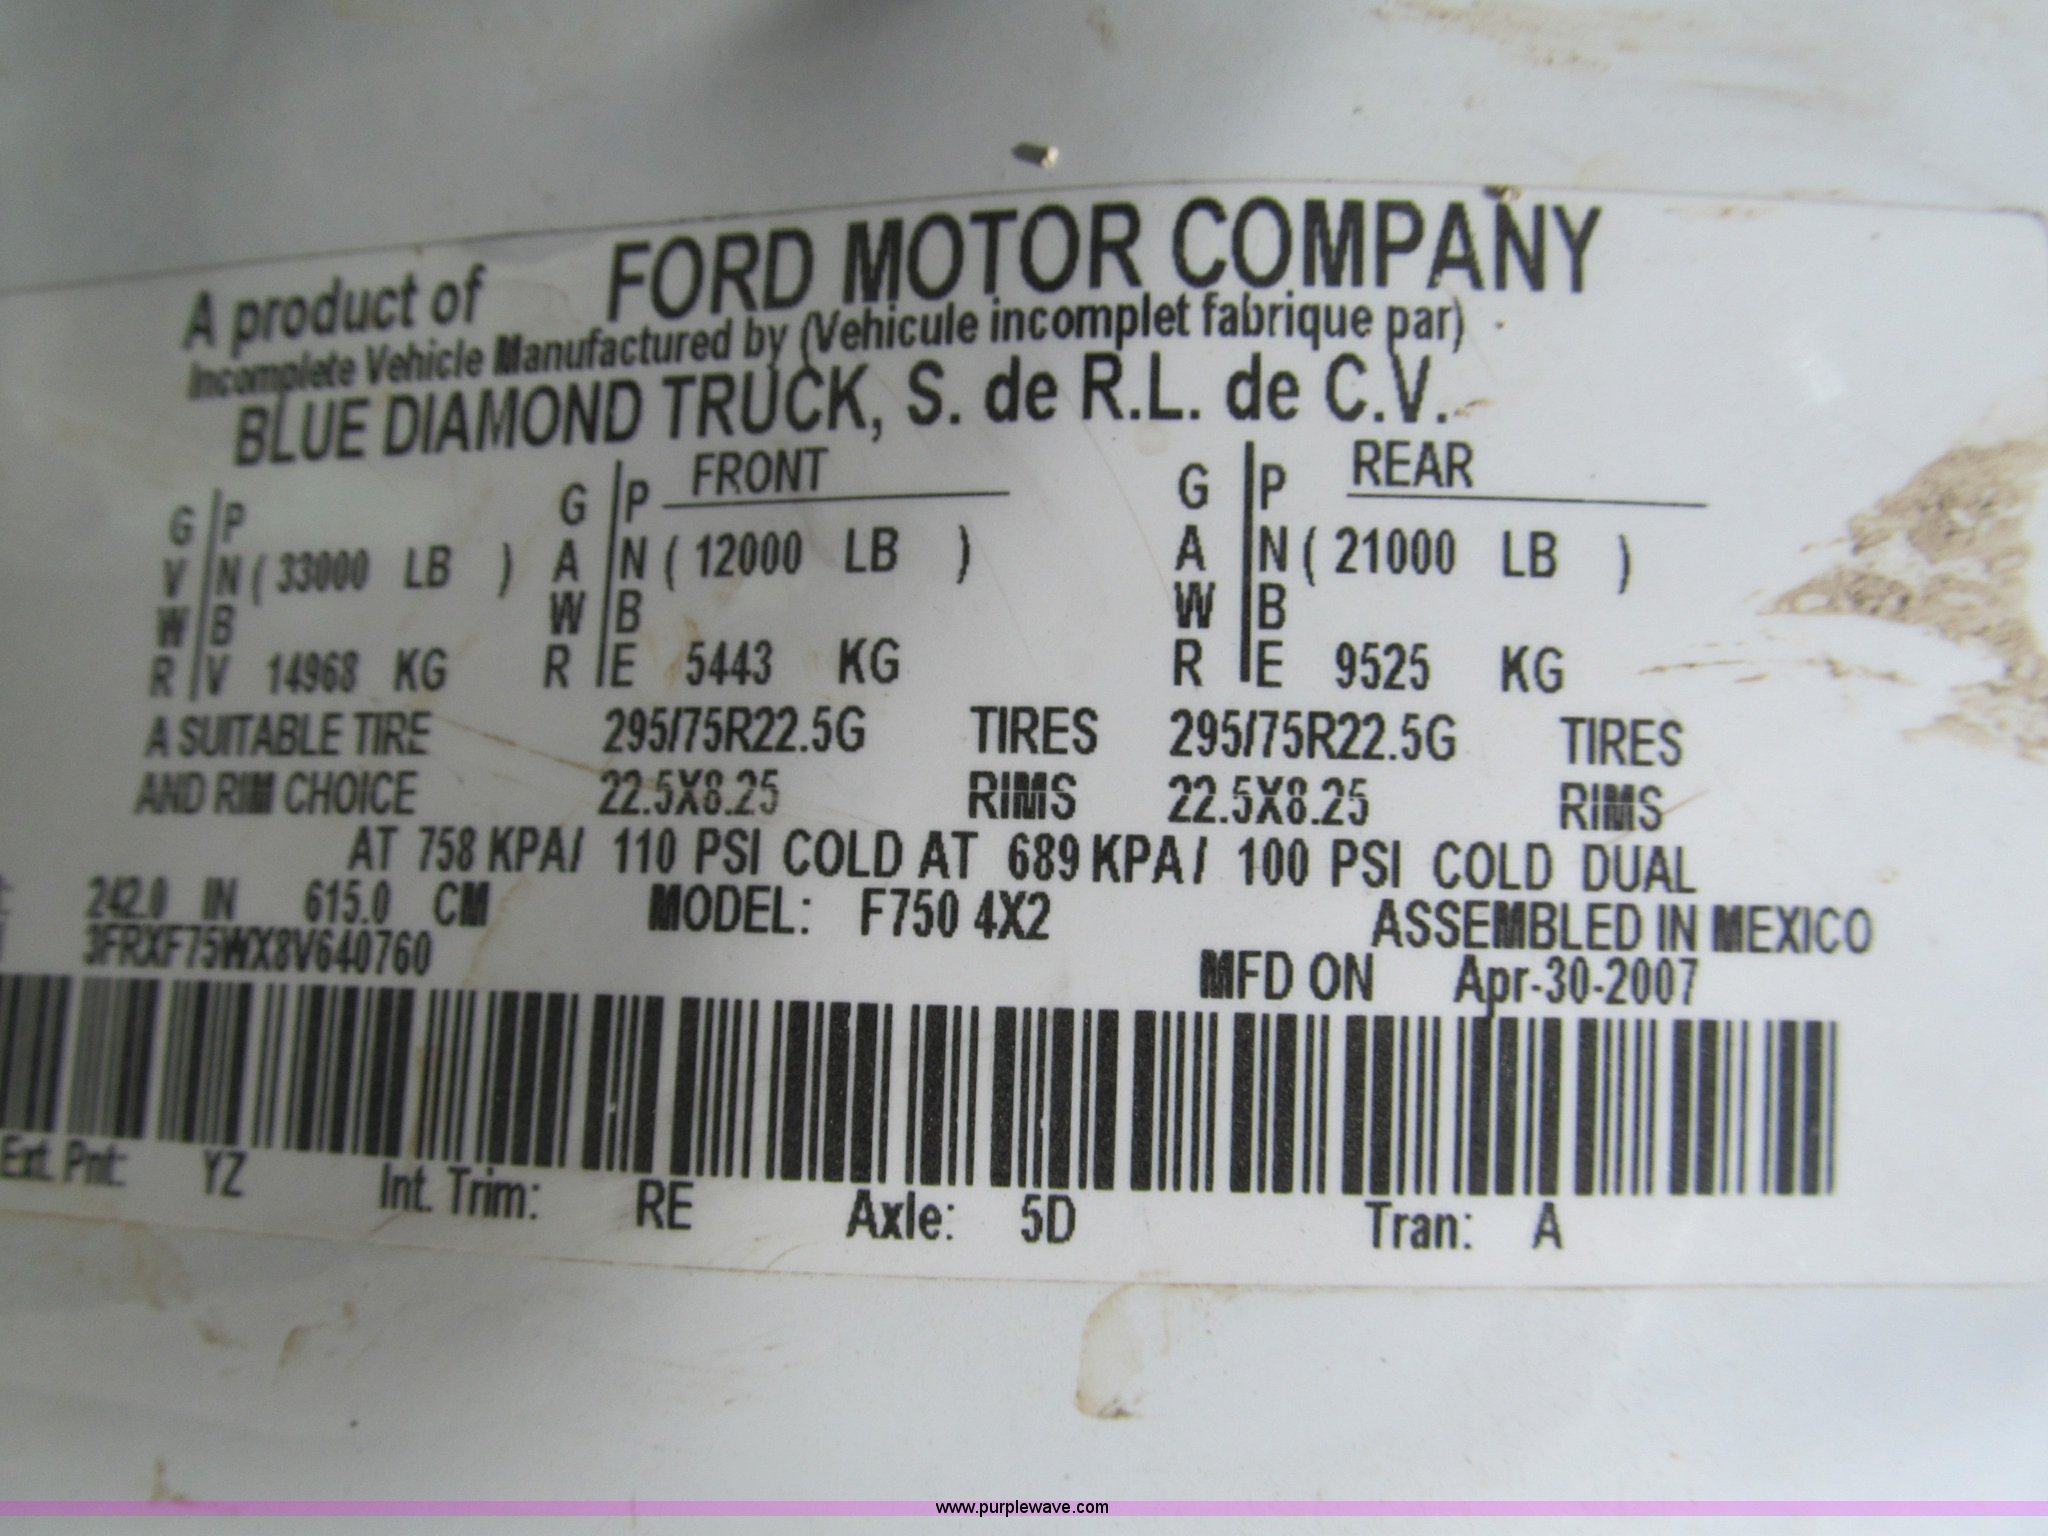 A product of FORD MOTOR COMPANY
Incomplete Vehicle Manufactured by (Vehicule incomplet fabrique par)
BLUE DIAMOND TRUCK, S. de R.L. de C.V.
G P G P FRONT G P REAR
V N ( 33000 LB ) A N ( 12000 LB ) A N ( 21000 LB )
W B W B W B
R V 14968 KG R E 5443 KG R E 9525 KG
A SUITABLE TIRE 295/75R22.5G TIRES 295/75R22.5G TIRES
AND RIM CHOICE 22.5X8.25 RIMS 22.5X8.25 RIMS
AT 758 KPA/ 110 PSI COLD AT 689 KPA/ 100 PSI COLD DUAL
242.0 IN 615.0 CM MODEL: F750 4X2 ASSEMBLED IN MEXICO
3FRXF75WX8V640760 MFD ON Apr-30-2007
Ext. Pnt: YZ Int. Trim: RE Axle: 5D Tran: A
www.purplewave.com